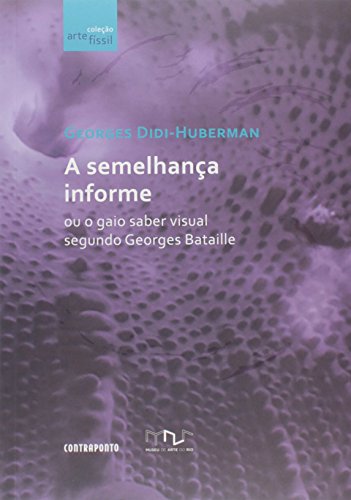 coleção
arte
físsil
GEORGES DIDI-HUBERMAN
A semelhança
informe
ou o gaio saber visual
segundo Georges Bataille
CONTRAPONTO
MUSEU DE ARTE DO RIO